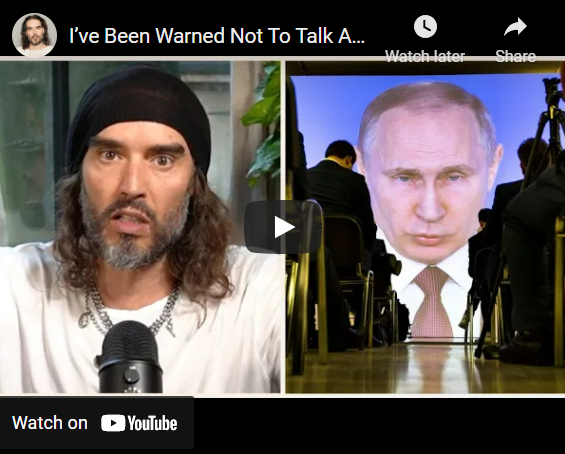 I’ve Been Warned Not To Talk A...
Watch later
Share
Watch on YouTube